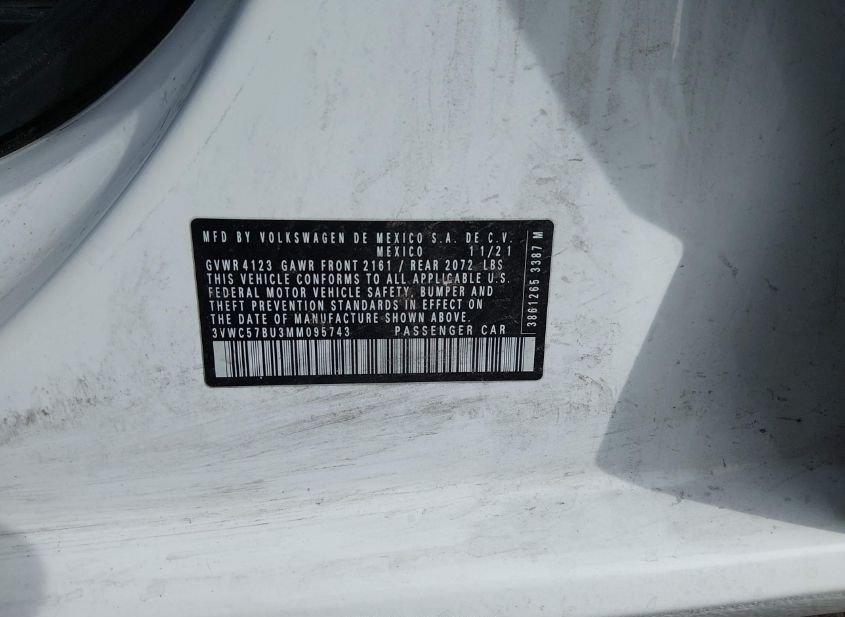 MFD BY VOLKSWAGEN DE MEXICO S.A. DE C.V.
MEXICO 11/21
GVWR 4123 GAWR FRONT 2161 / REAR 2072 LBS
THIS VEHICLE CONFORMS TO ALL APPLICABLE U.S.
FEDERAL MOTOR VEHICLE SAFETY, BUMPER AND
THEFT PREVENTION STANDARDS IN EFFECT ON
THE DATE OF MANUFACTURE SHOWN ABOVE.
3VWC57BU3MM095743 PASSENGER CAR
3861265 3387 M